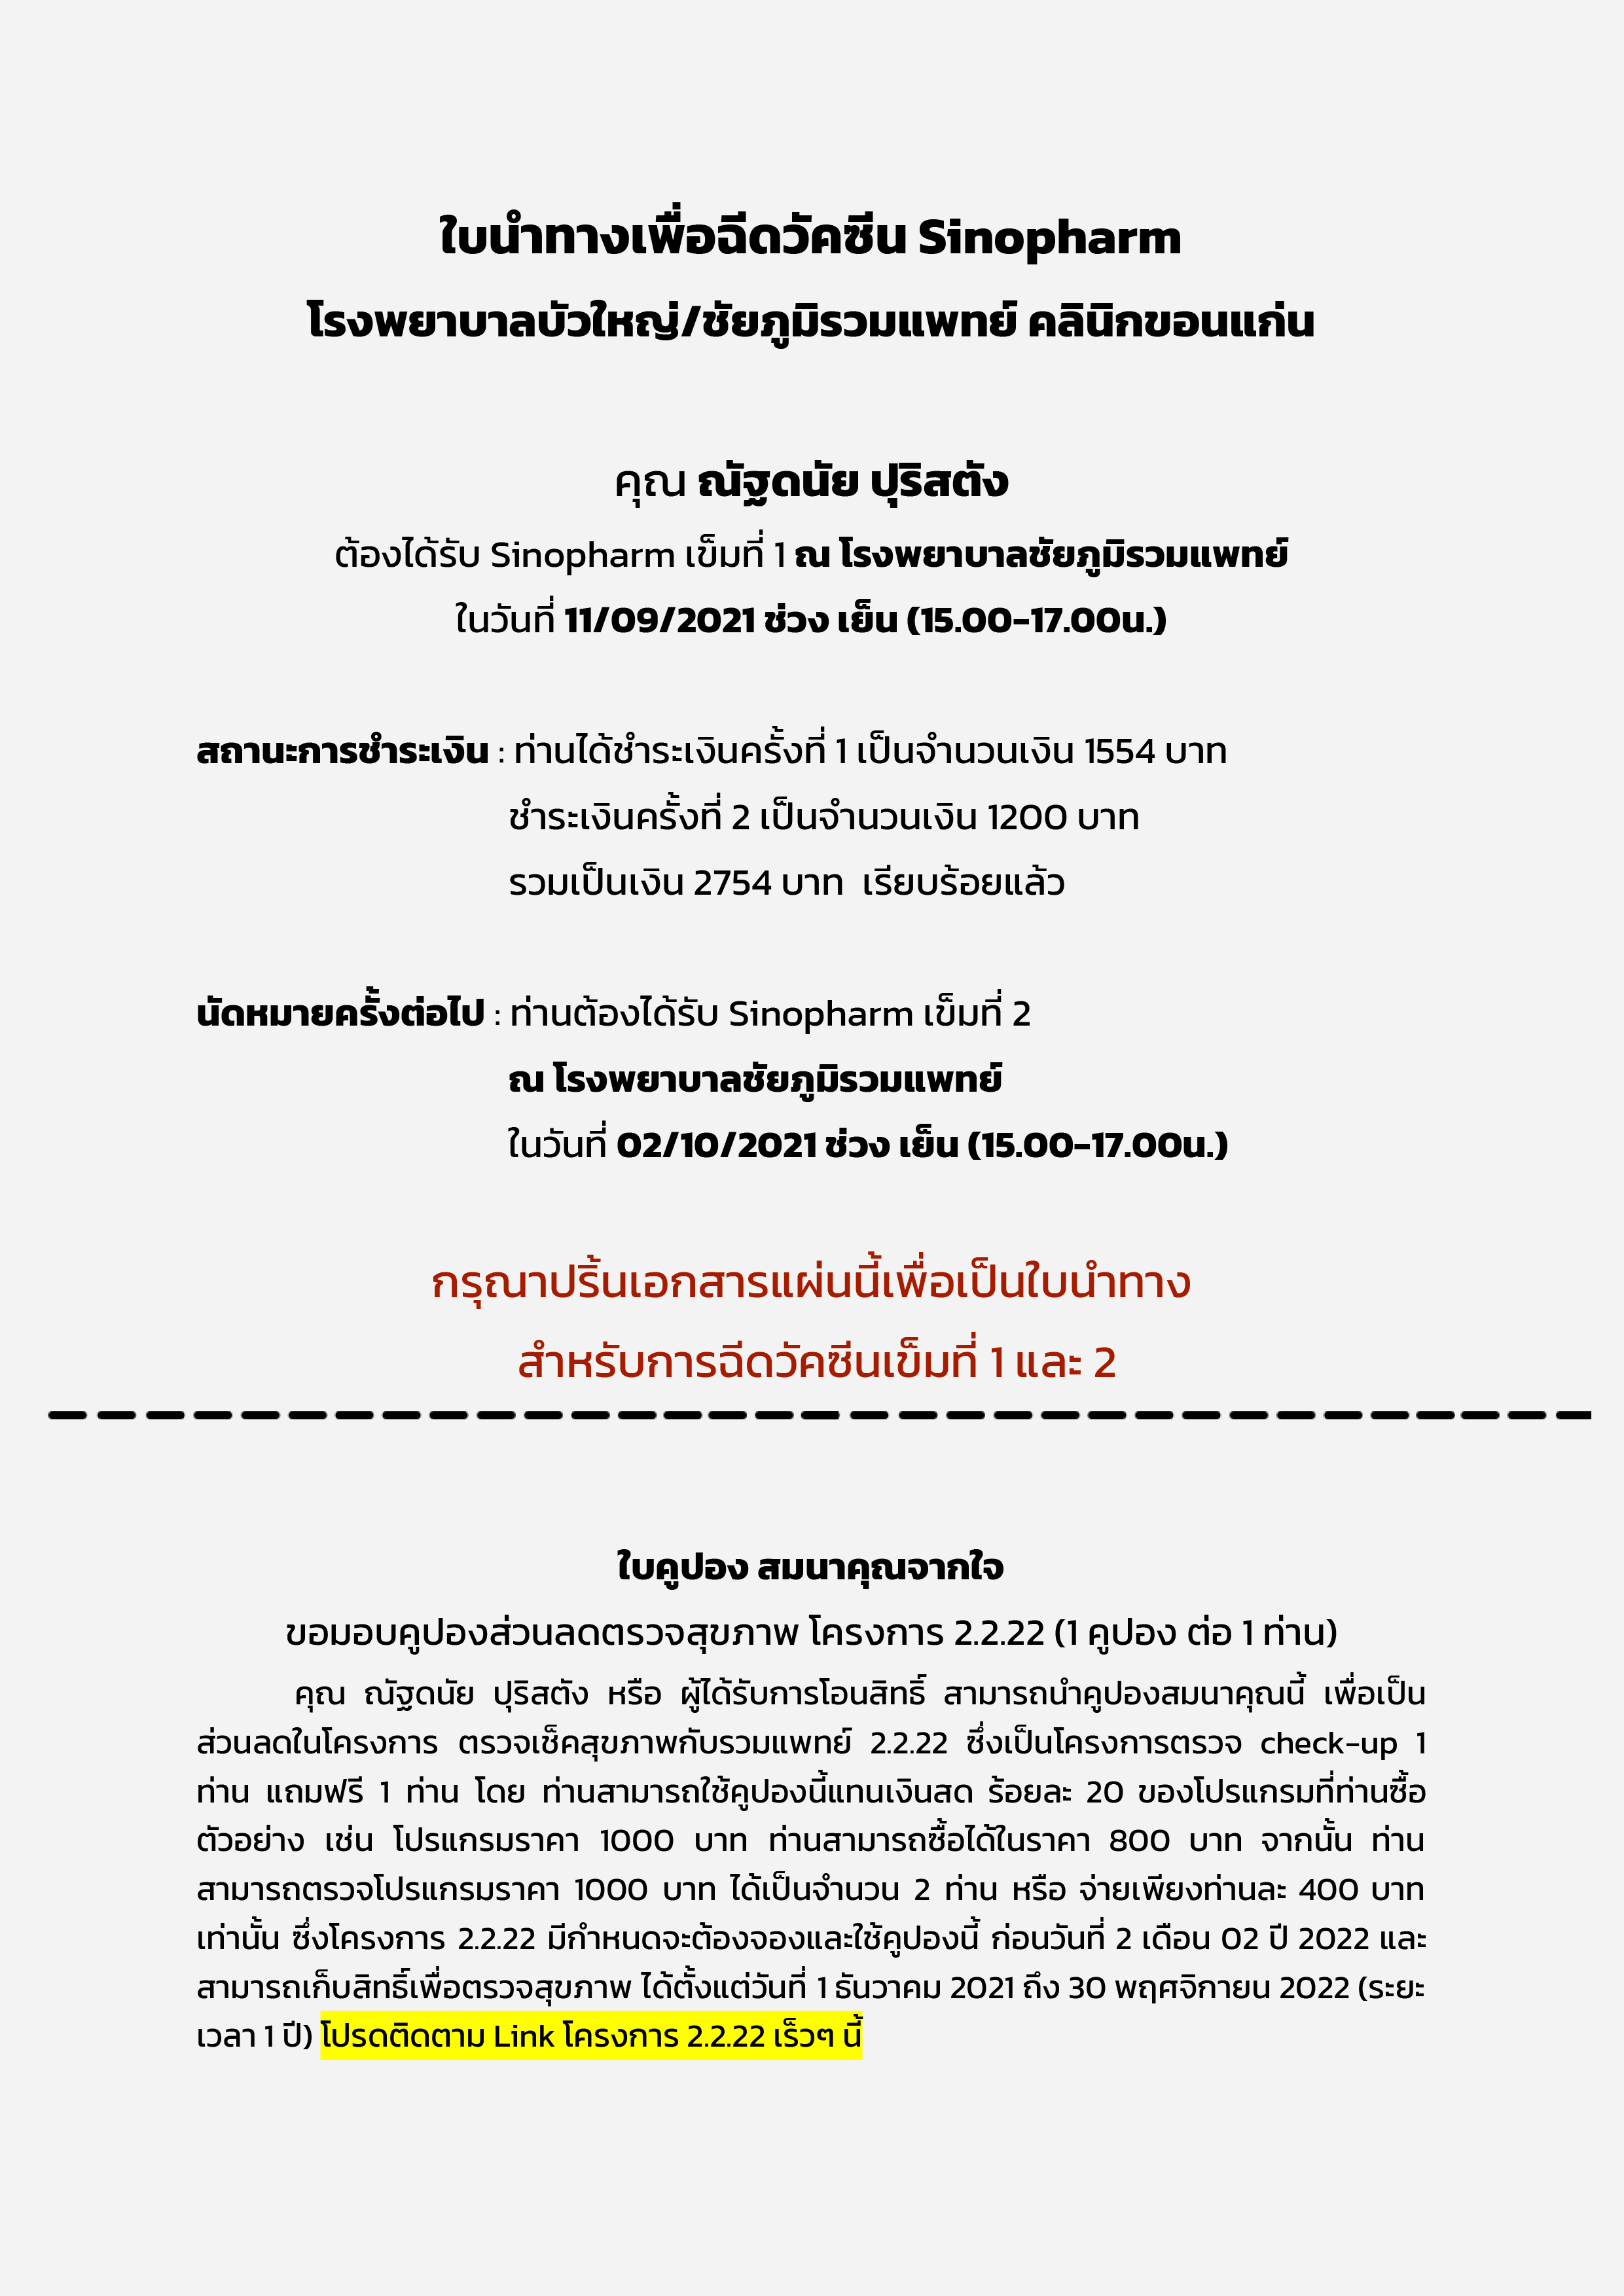 ใบนำทางเพื่อฉีดวัคซีน Sinopharm
โรงพยาบาลบัวใหญ่/ชัยภูมิรวมแพทย์ คลินิกขอนแก่น
คุณ ณัฐดนัย ปุริสตัง
ต้องได้รับ Sinopharm เข็มที่ 1 ณ โรงพยาบาลชัยภูมิรวมแพทย์
ในวันที่ 11/09/2021 ช่วง เย็น (15.00-17.00น.)
สถานะการชำระเงิน : ท่านได้ชำระเงินครั้งที่ 1 เป็นจำนวนเงิน 1554 บาท
ชำระเงินครั้งที่ 2 เป็นจำนวนเงิน 1200 บาท
รวมเป็นเงิน 2754 บาท  เรียบร้อยแล้ว
นัดหมายครั้งต่อไป : ท่านต้องได้รับ Sinopharm เข็มที่ 2
ณ โรงพยาบาลชัยภูมิรวมแพทย์
ในวันที่ 02/10/2021 ช่วง เย็น (15.00-17.00น.)
กรุณาปริ้นเอกสารแผ่นนี้เพื่อเป็นใบนำทาง
สำหรับการฉีดวัคซีนเข็มที่ 1 และ 2
ใบคูปอง สมนาคุณจากใจ
ขอมอบคูปองส่วนลดตรวจสุขภาพ โครงการ 2.2.22 (1 คูปอง ต่อ 1 ท่าน)
คุณ ณัฐดนัย ปุริสตัง หรือ ผู้ได้รับการโอนสิทธิ์ สามารถนำคูปองสมนาคุณนี้ เพื่อเป็น
ส่วนลดในโครงการ ตรวจเช็คสุขภาพกับรวมแพทย์ 2.2.22 ซึ่งเป็นโครงการตรวจ check-up 1
ท่าน แถมฟรี 1 ท่าน โดย ท่านสามารถใช้คูปองนี้แทนเงินสด ร้อยละ 20 ของโปรแกรมที่ท่านซื้อ
ตัวอย่าง เช่น โปรแกรมราคา 1000 บาท ท่านสามารถซื้อได้ในราคา 800 บาท จากนั้น ท่าน
สามารถตรวจโปรแกรมราคา 1000 บาท ได้เป็นจำนวน 2 ท่าน หรือ จ่ายเพียงท่านละ 400 บาท
เท่านั้น ซึ่งโครงการ 2.2.22 มีกำหนดจะต้องจองและใช้คูปองนี้ ก่อนวันที่ 2 เดือน 02 ปี 2022 และ
สามารถเก็บสิทธิ์เพื่อตรวจสุขภาพ ได้ตั้งแต่วันที่ 1 ธันวาคม 2021 ถึง 30 พฤศจิกายน 2022 (ระยะ
เวลา 1 ปี) โปรดติดตาม Link โครงการ 2.2.22 เร็วๆ นี้